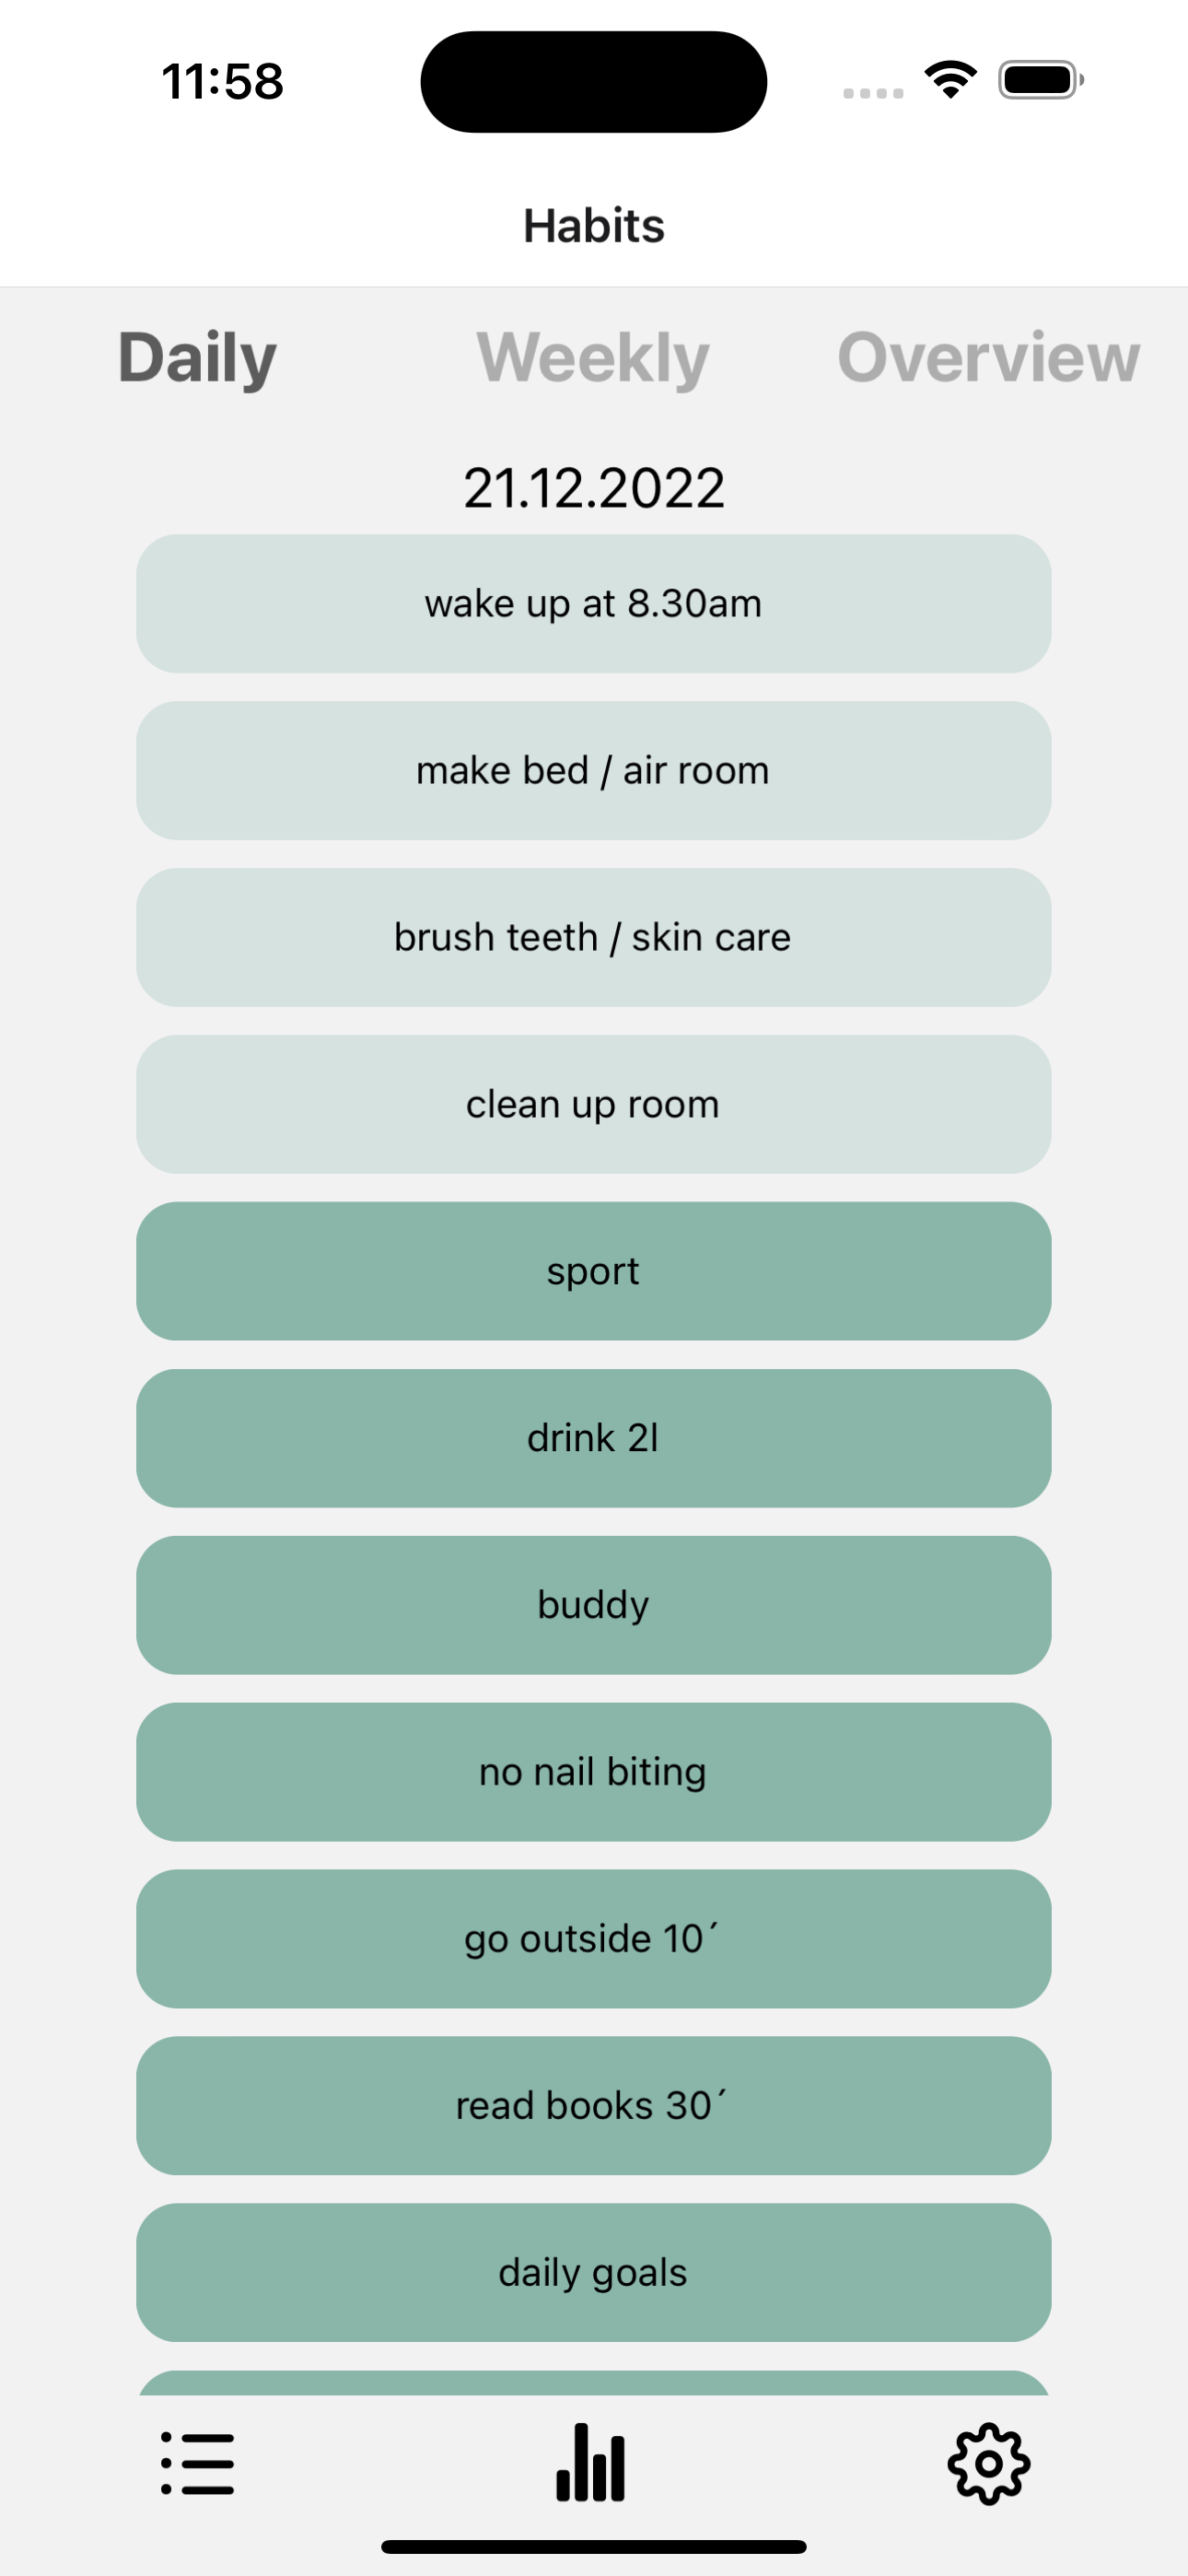 11:58
Habits
Daily Weekly Overview
21.12.2022
wake up at 8.30am
make bed / air room
brush teeth / skin care
clean up room
sport
drink 2l
buddy
no nail biting
go outside 10´
read books 30´
daily goals